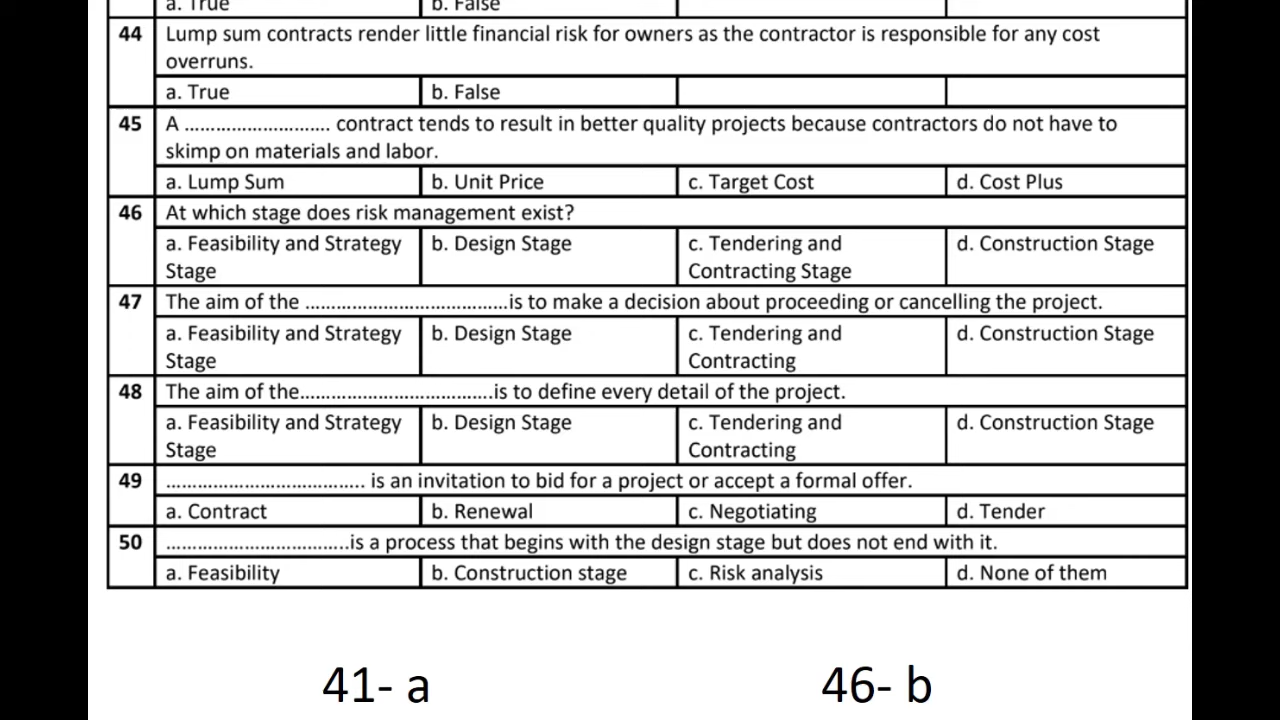 a. True b. False
44 Lump sum contracts render little financial risk for owners as the contractor is responsible for any cost
overruns.
a. True b. False
45 A ............................ contract tends to result in better quality projects because contractors do not have to
skimp on materials and labor.
a. Lump Sum b. Unit Price c. Target Cost d. Cost Plus
46 At which stage does risk management exist?
a. Feasibility and Strategy b. Design Stage c. Tendering and d. Construction Stage
Stage Contracting Stage
47 The aim of the .......................................is to make a decision about proceeding or cancelling the project.
a. Feasibility and Strategy b. Design Stage c. Tendering and d. Construction Stage
Stage Contracting
48 The aim of the.....................................is to define every detail of the project.
a. Feasibility and Strategy b. Design Stage c. Tendering and d. Construction Stage
Stage Contracting
49 ...................................... is an invitation to bid for a project or accept a formal offer.
a. Contract b. Renewal c. Negotiating d. Tender
50 ...................................is a process that begins with the design stage but does not end with it.
a. Feasibility b. Construction stage c. Risk analysis d. None of them
41- a 46- b